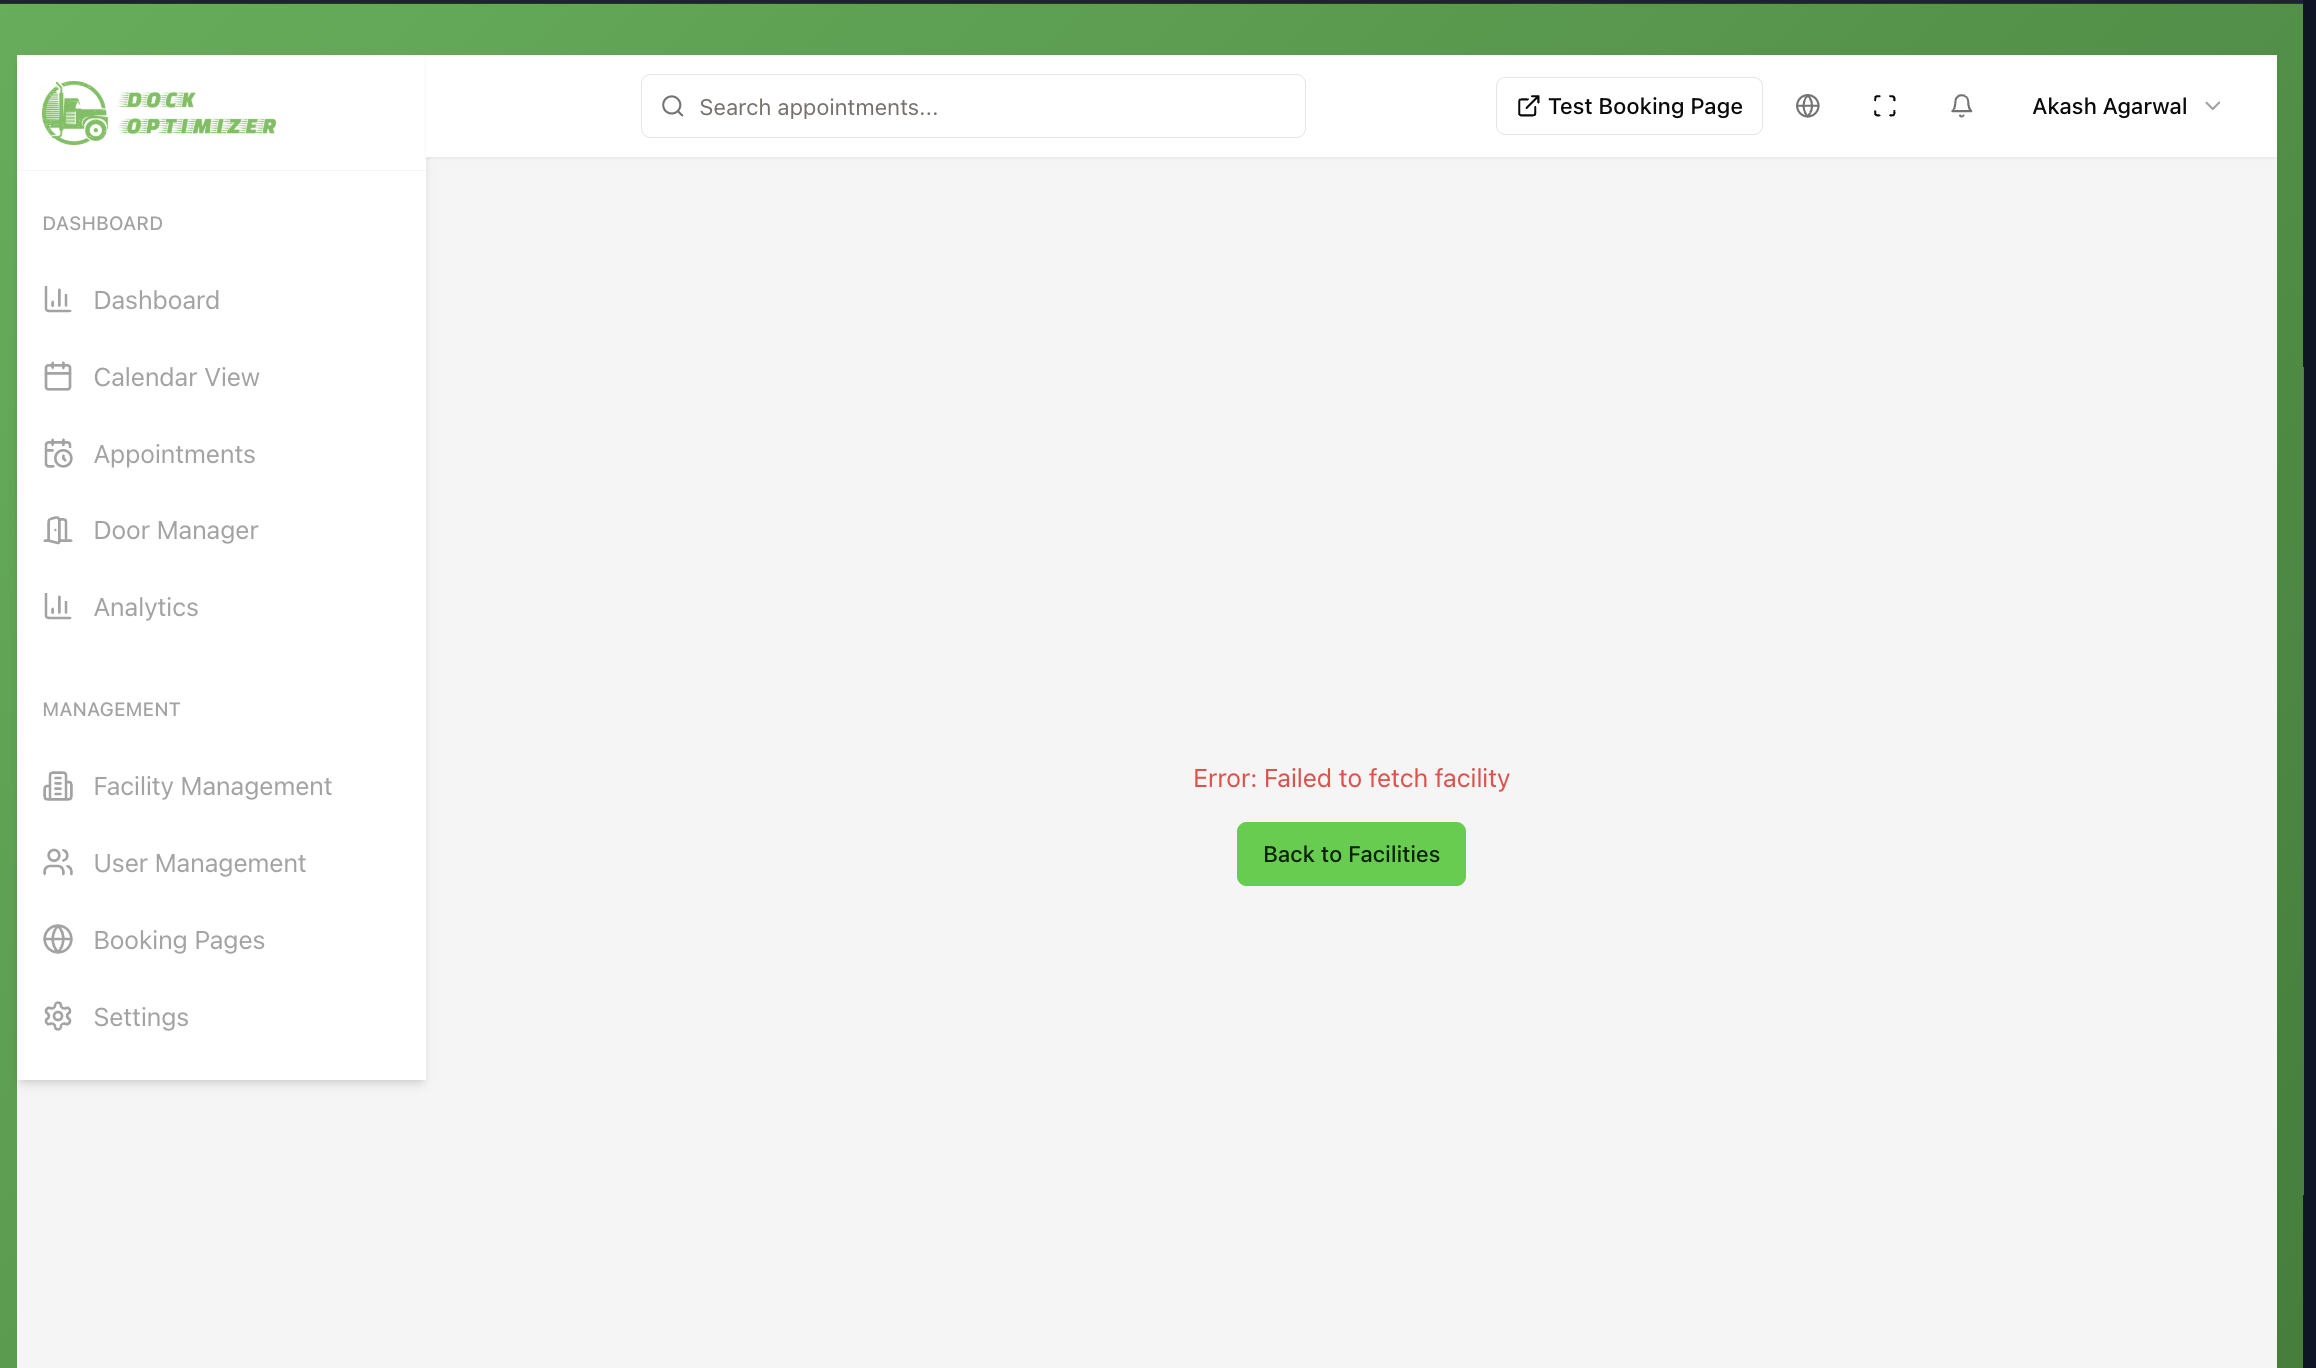 DOCK
OPTIMIZER
Search appointments...
Test Booking Page
Akash Agarwal
DASHBOARD
Dashboard
Calendar View
Appointments
Door Manager
Analytics
MANAGEMENT
Facility Management
User Management
Booking Pages
Settings
Error: Failed to fetch facility
Back to Facilities